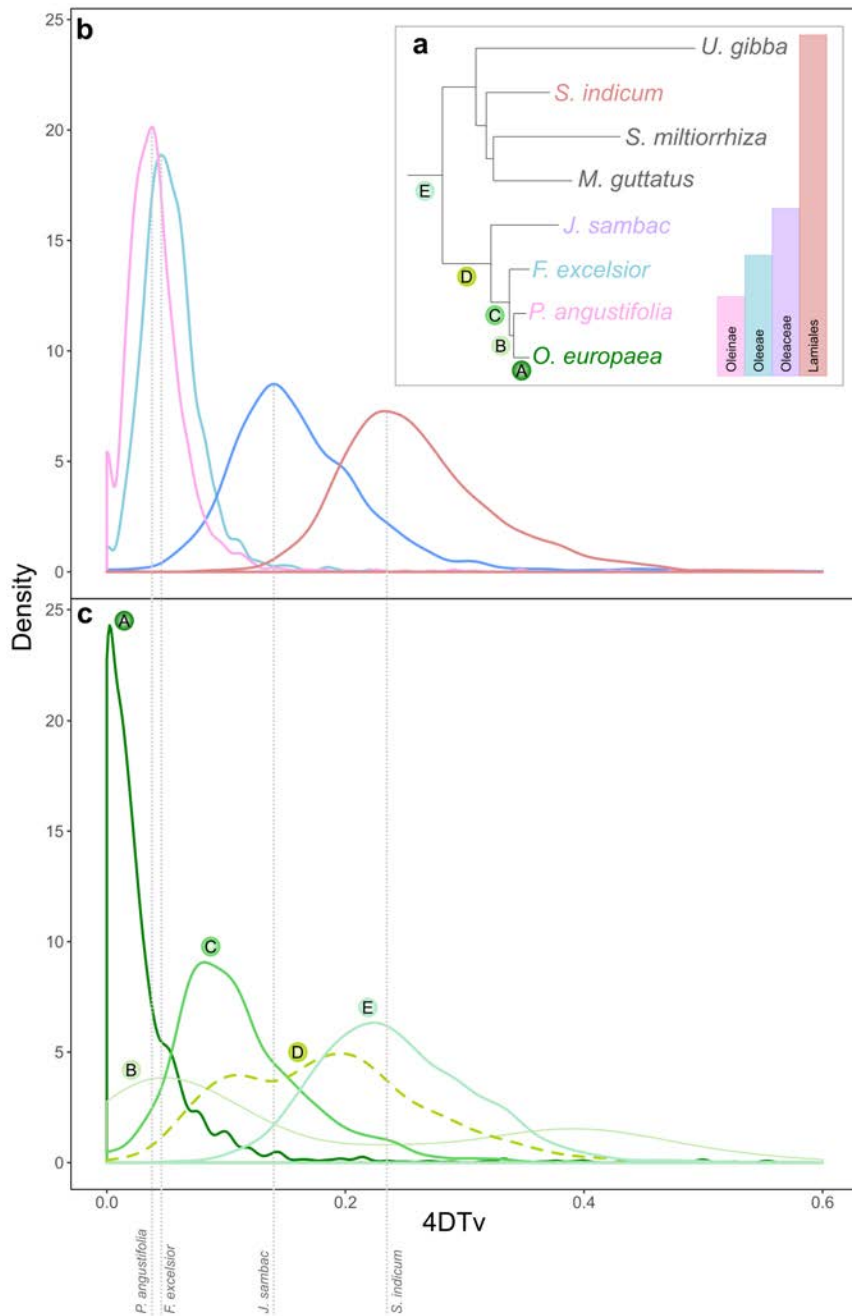 b
a
U. gibba
S. indicum
S. miltiorrhiza
M. guttatus
E
J. sambac
D
F. excelsior
C
P. angustifolia
B
O. europaea
A
Oleinae
Oleeae
Oleaceae
Lamiales
25
20
15
10
5
0
Density
c
A
B
C
D
E
25
20
15
10
5
0
0.0
0.2
0.4
0.6
4DTv
P. angustifolia
F. excelsior
J. sambac
S. indicum